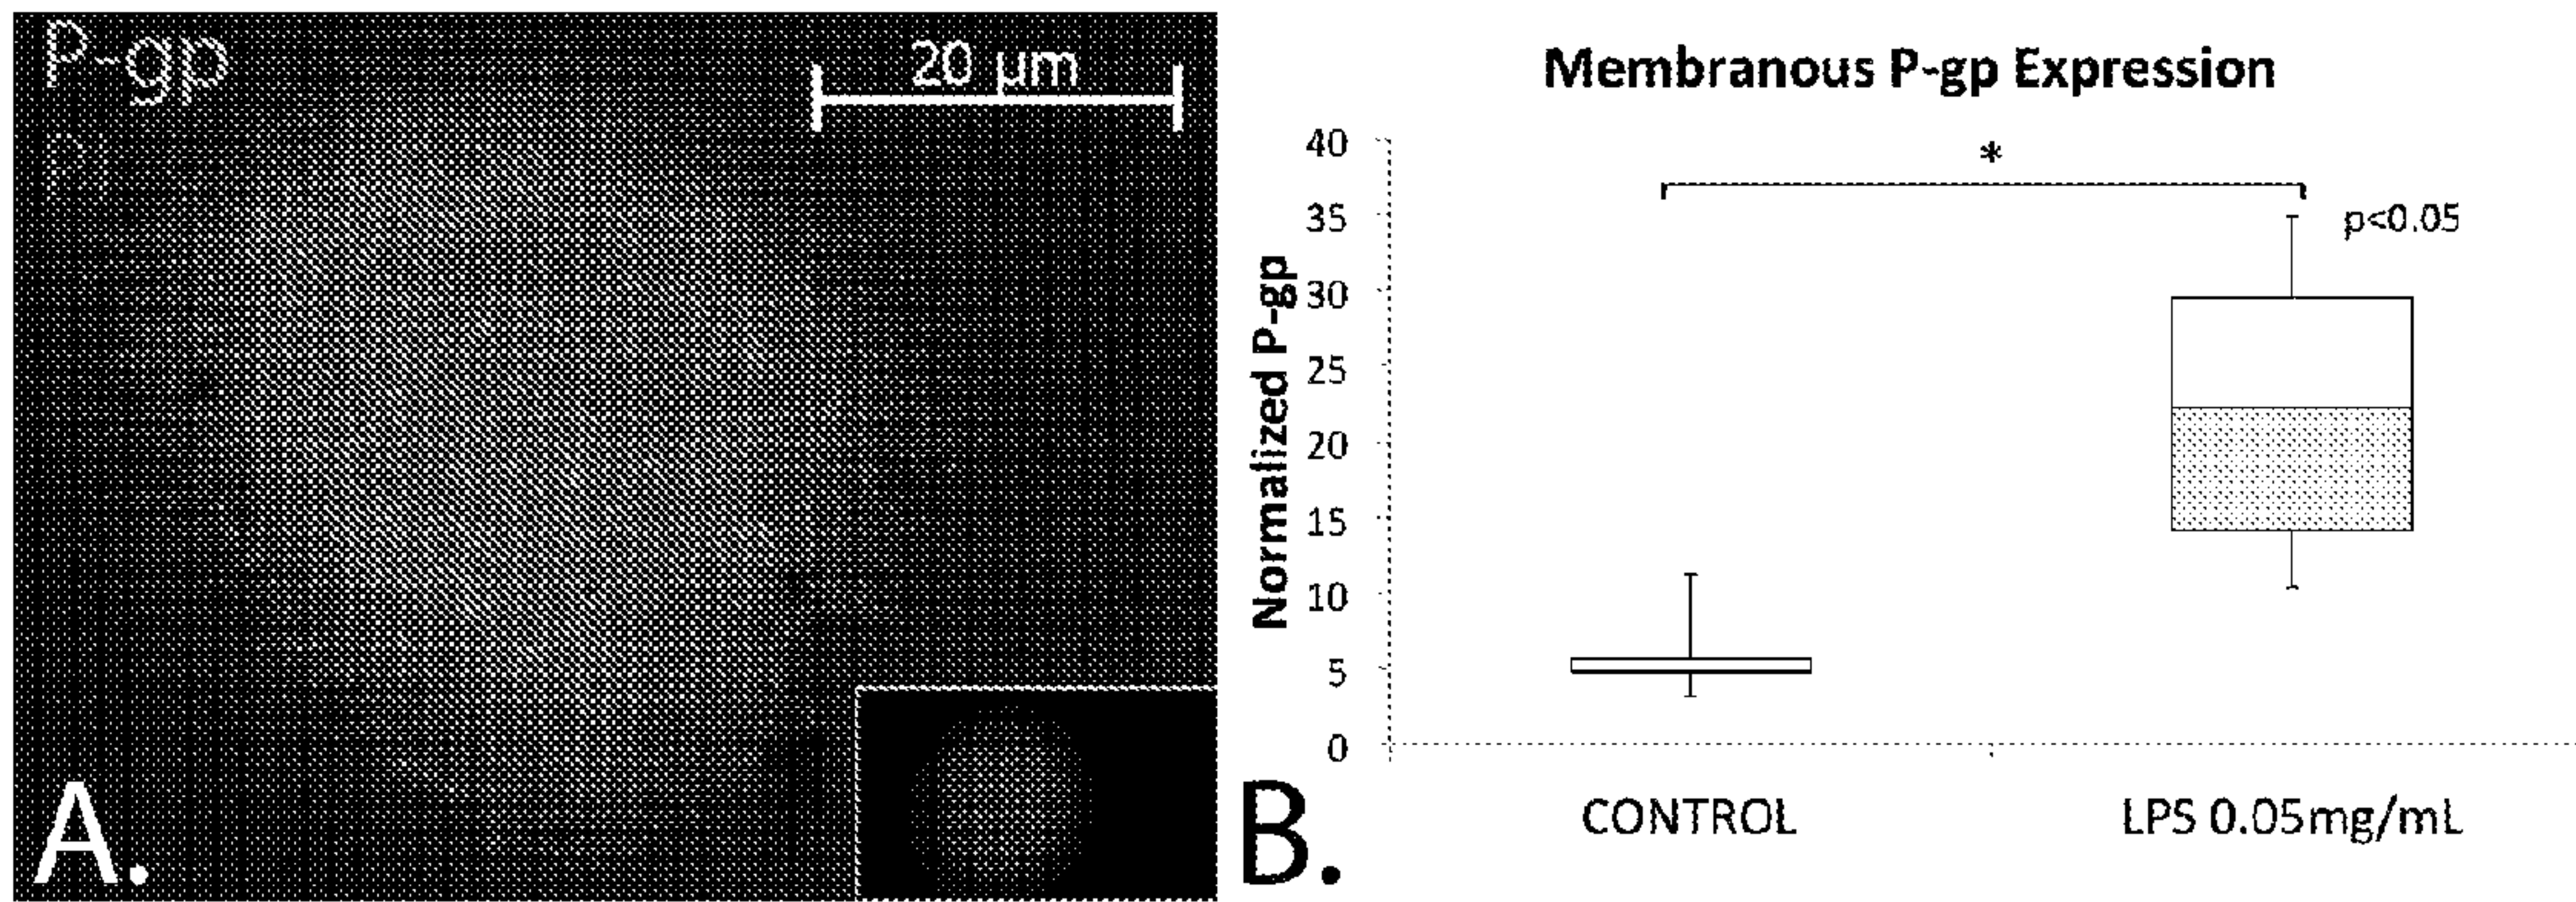 P-gp
PI
20 µm
A.
Membranous P-gp Expression
Normalized P-gp
40
35
30
25
20
15
10
5
0
*
p<0.05
CONTROL
LPS 0.05mg/mL
B.